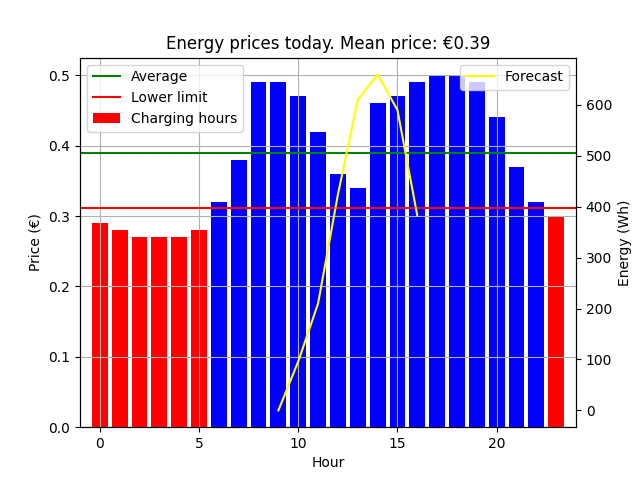 Energy prices today. Mean price: €0.39
Average
Lower limit
Charging hours
Forecast
0.5
0.4
0.3
0.2
0.1
0.0
Price (€)
600
500
400
300
200
100
0
Energy (Wh)
0 5 10 15 20
Hour